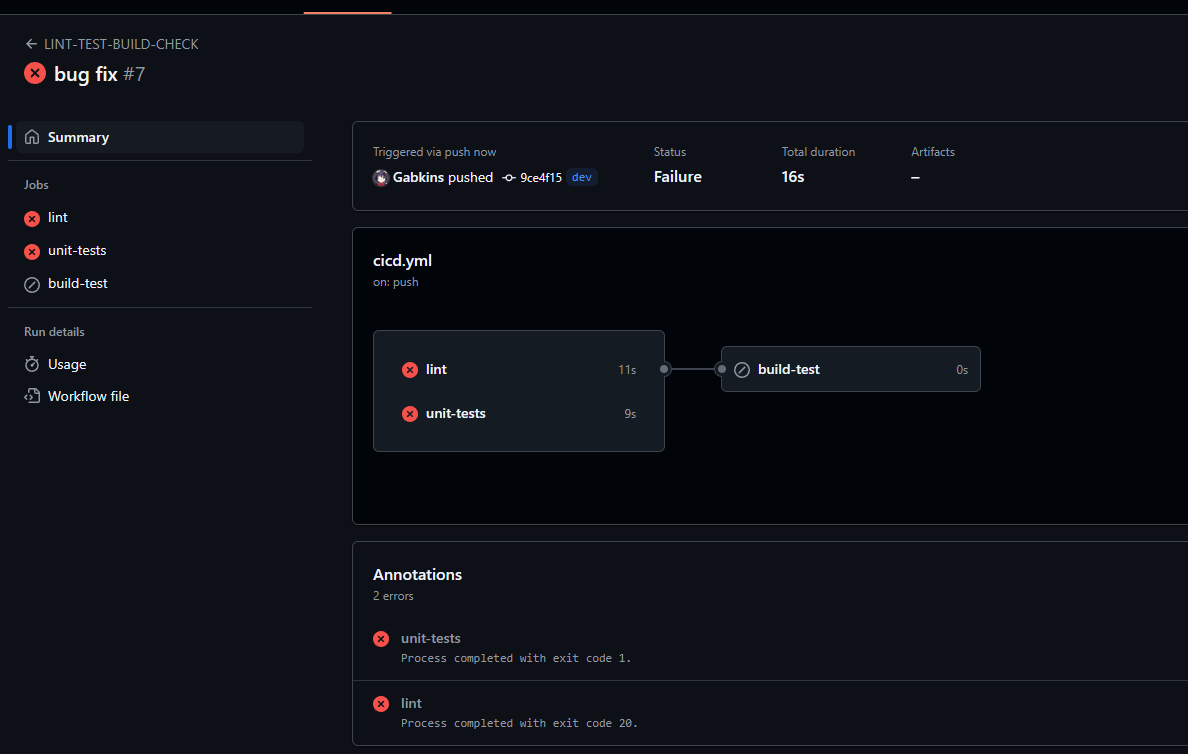 LINT-TEST-BUILD-CHECK
bug fix #7
Summary
Jobs
lint
unit-tests
build-test
Run details
Usage
Workflow file
Triggered via push now
Gabkins pushed 9ce4f15 dev
Status
Failure
Total duration
16s
Artifacts
–
cicd.yml
on: push
lint 11s
unit-tests 9s
build-test 0s
Annotations
2 errors
unit-tests
Process completed with exit code 1.
lint
Process completed with exit code 20.